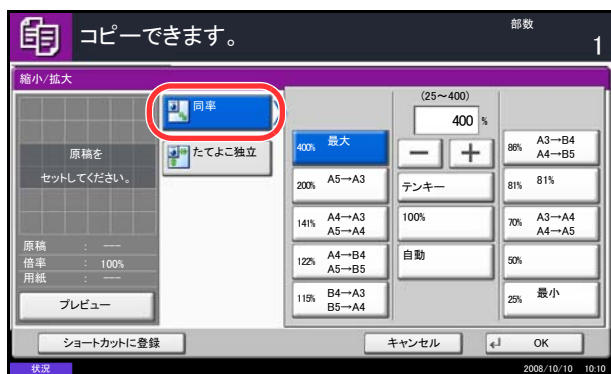 コピーできます。
部数
1
縮小/拡大
原稿を
セットしてください。
原稿 : ---
倍率 : 100%
用紙 : ---
プレビュー
同率
たてよこ独立
400% 最大
200% A5→A3
141% A4→A3
A5→A4
122% A4→B4
A5→B5
115% B4→A3
B5→A4
(25～400)
400 %
－ ＋
テンキー
100%
自動
86% A3→B4
A4→B5
81% 81%
70% A3→A4
A4→A5
50%
25% 最小
ショートカットに登録
キャンセル
OK
状況
2008/10/10 10:10